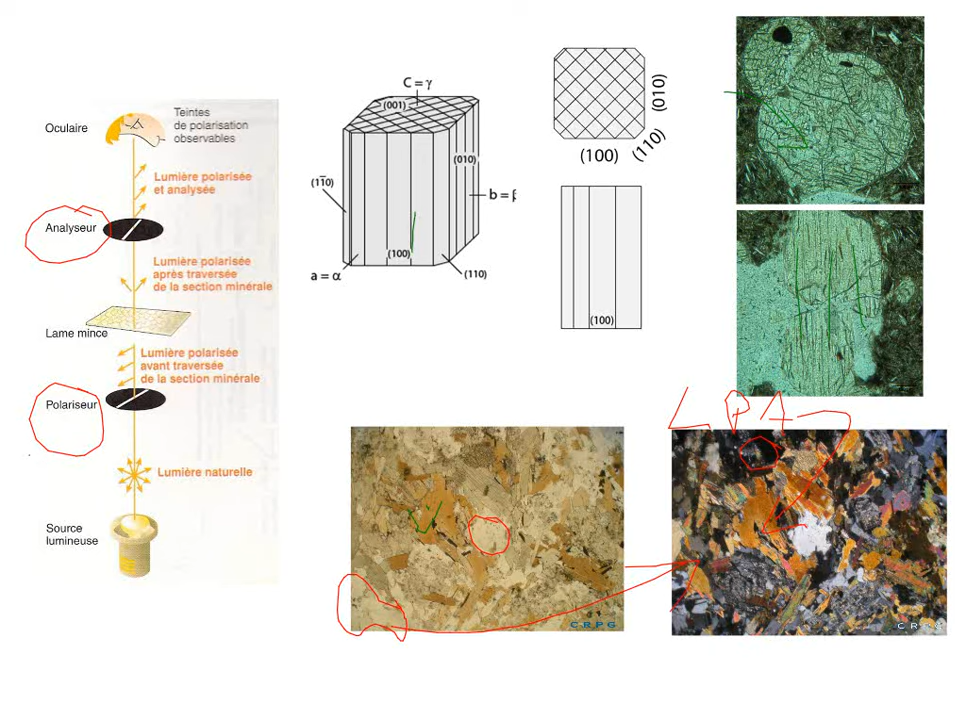 Oculaire
Teintes
de polarisation
observables
Lumière polarisée
et analysée
Analyseur
Lumière polarisée
après traversée
de la section minérale
Lame mince
Lumière polarisée
avant traversée
de la section minérale
Polariseur
Lumière naturelle
Source
lumineuse
C = γ
(001)
(010)
(1̄10)
b = β
(100)
(110)
a = α
(010)
(110)
(100)
(100)
LPA
CRPG
CRPG